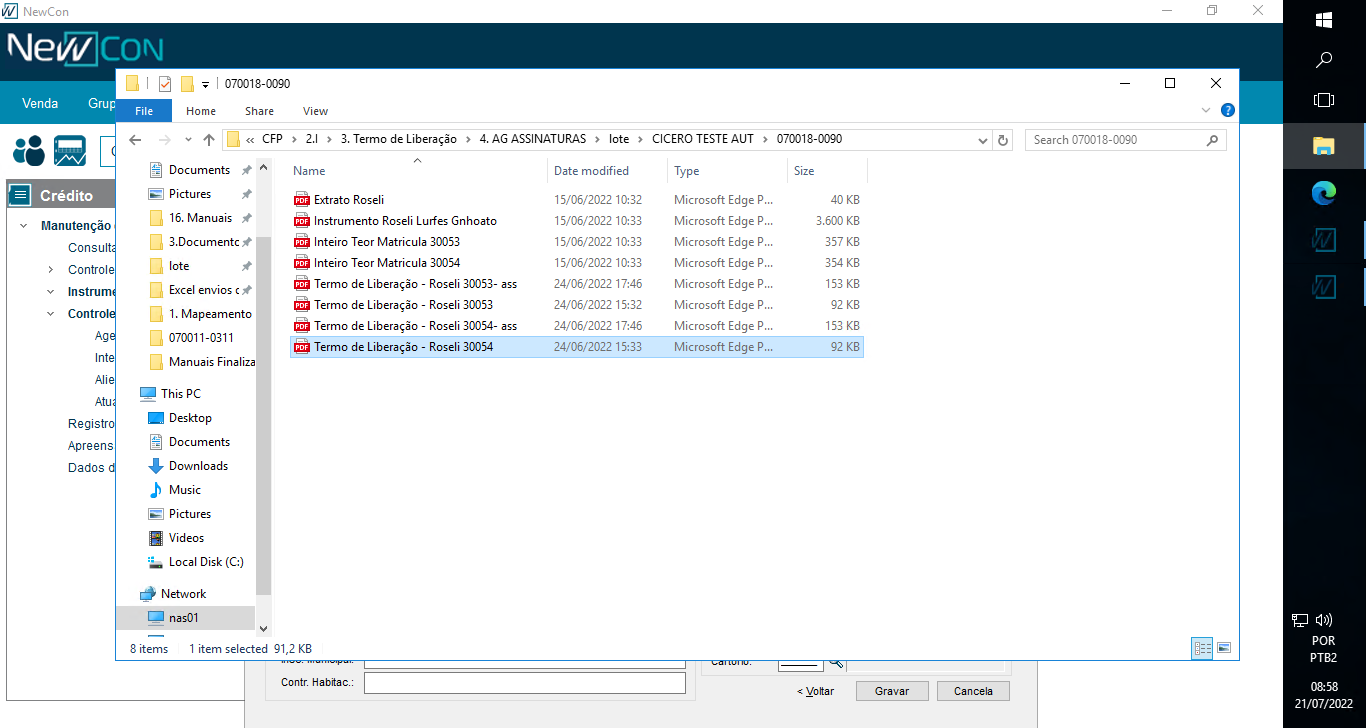 NewCon
NewCon
Venda
Grup
070018-0090
File
Home
Share
View
« CFP > 2.I > 3. Termo de Liberação > 4. AG ASSINATURAS > lote > CICERO TESTE AUT > 070018-0090
Search 070018-0090
Crédito
Manutenção
Consulta
Controle
Instrume
Controle
Age
Inte
Alie
Atua
Registro
Apreens
Dados d
Documents
Pictures
16. Manuais
3.Documento
lote
Excel envios c
1. Mapeamento
070011-0311
Manuais Finaliza
This PC
Desktop
Documents
Downloads
Music
Pictures
Videos
Local Disk (C:)
Network
nas01
Name Date modified Type Size
Extrato Roseli 15/06/2022 10:32 Microsoft Edge P... 40 KB
Instrumento Roseli Lurfes Gnhoato 15/06/2022 10:33 Microsoft Edge P... 3.600 KB
Inteiro Teor Matricula 30053 15/06/2022 10:33 Microsoft Edge P... 357 KB
Inteiro Teor Matricula 30054 15/06/2022 10:33 Microsoft Edge P... 354 KB
Termo de Liberação - Roseli 30053- ass 24/06/2022 17:46 Microsoft Edge P... 153 KB
Termo de Liberação - Roseli 30053 24/06/2022 15:32 Microsoft Edge P... 92 KB
Termo de Liberação - Roseli 30054- ass 24/06/2022 17:46 Microsoft Edge P... 153 KB
Termo de Liberação - Roseli 30054 24/06/2022 15:33 Microsoft Edge P... 92 KB
8 items 1 item selected 91,2 KB
Insc. Municipal:
Cartório:
Contr. Habitac.:
< Voltar
Gravar
Cancela
POR
PTB2
08:58
21/07/2022